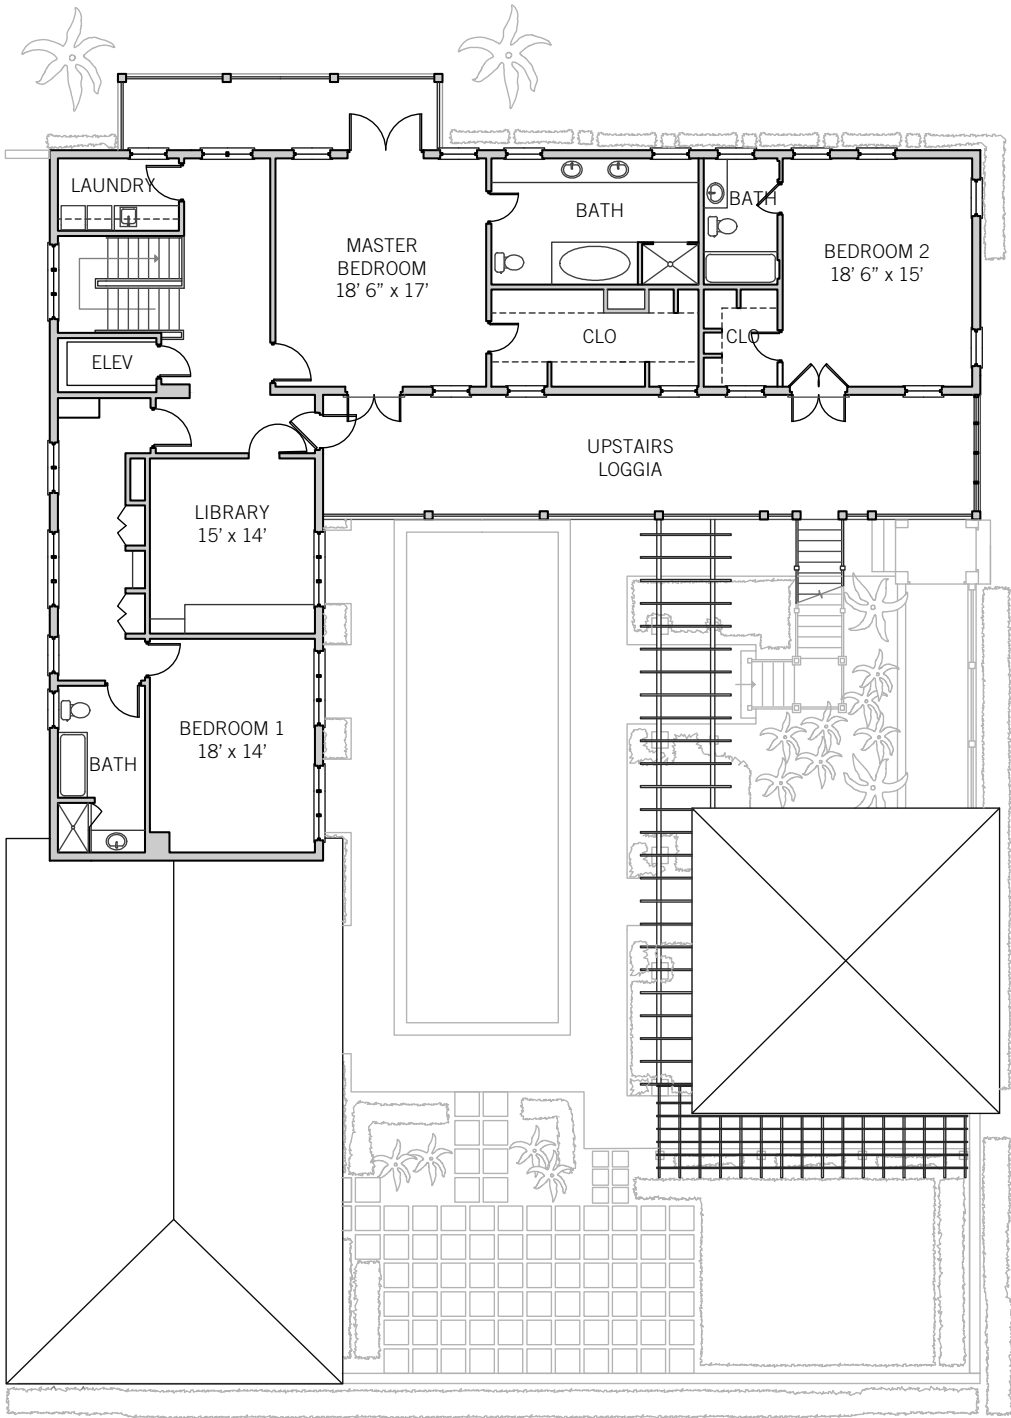 LAUNDRY
MASTER
BEDROOM
18' 6” x 17’
BATH
BATH
BEDROOM 2
18' 6” x 15’
ELEV
CLO
CLO
UPSTAIRS
LOGGIA
LIBRARY
15’ x 14’
BEDROOM 1
18’ x 14’
BATH